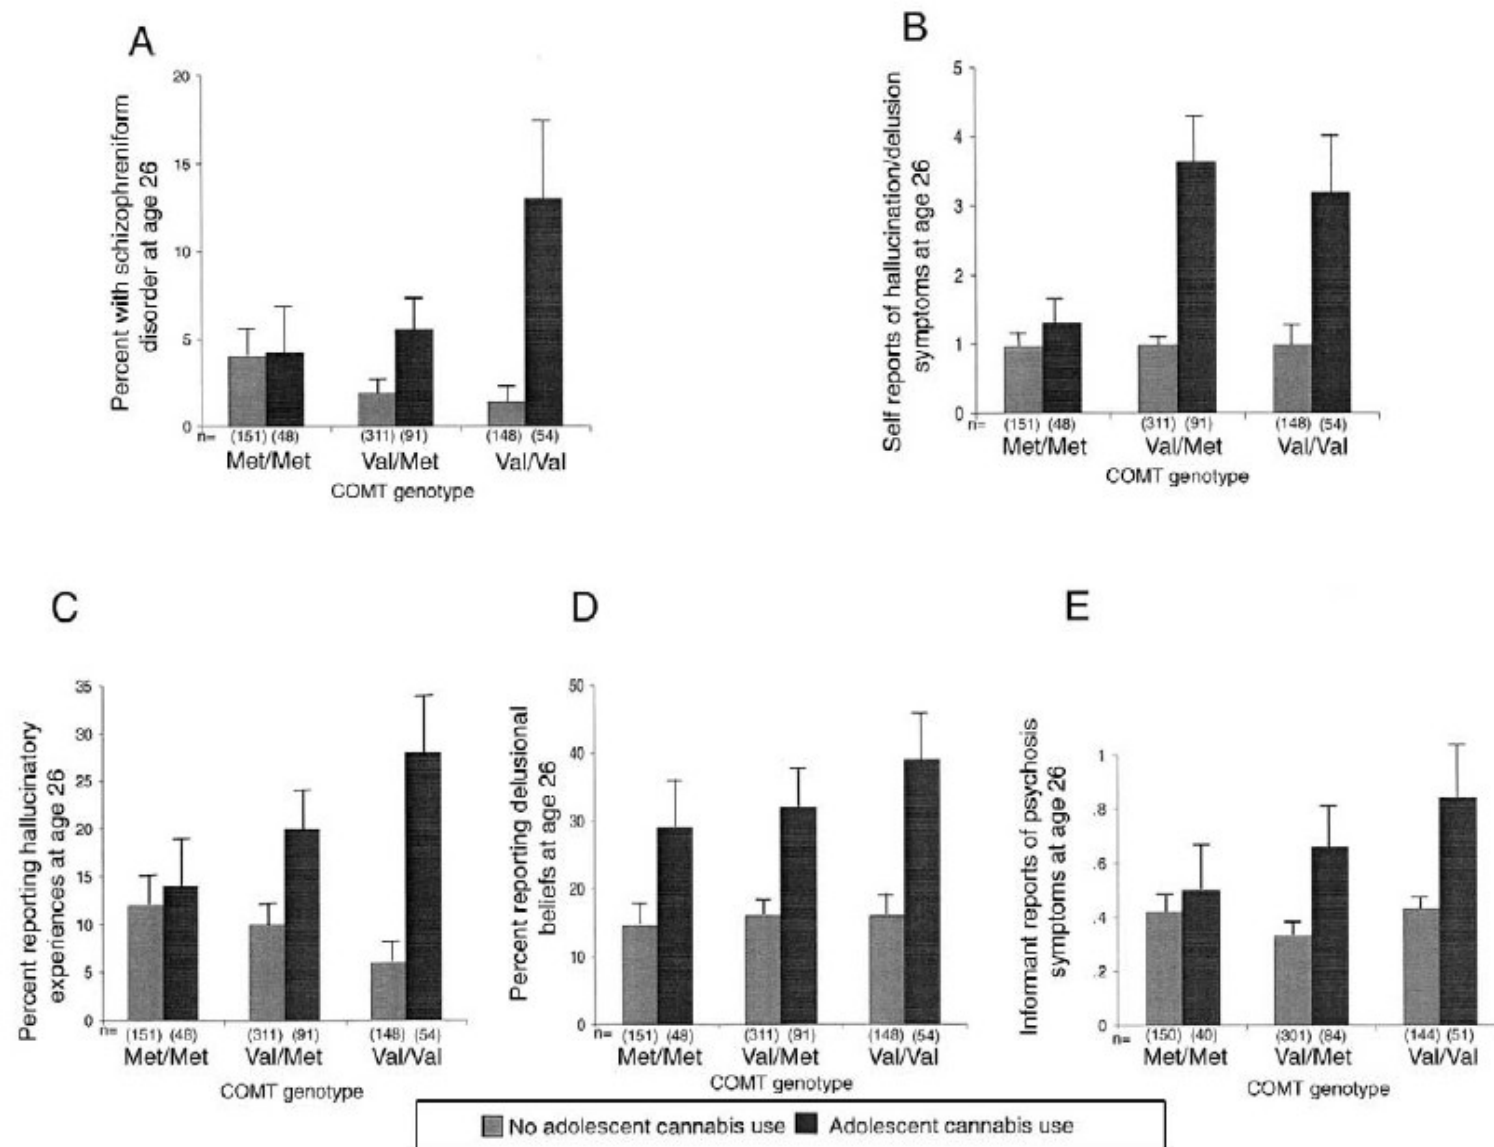 A
Percent with schizophreniform
disorder at age 26
20
15
10
5
0
n= (151) (48) (311) (91) (148) (54)
Met/Met Val/Met Val/Val
COMT genotype
B
Self reports of hallucination/delusion
symptoms at age 26
5
4
3
2
1
0
n= (151) (48) (311) (91) (148) (54)
Met/Met Val/Met Val/Val
COMT genotype
C
Percent reporting hallucinatory
experiences at age 26
35
30
25
20
15
10
5
0
n= (151) (48) (311) (91) (148) (54)
Met/Met Val/Met Val/Val
COMT genotype
D
Percent reporting delusional
beliefs at age 26
50
40
30
20
10
0
n= (151) (48) (311) (91) (148) (54)
Met/Met Val/Met Val/Val
COMT genotype
E
Informant reports of psychosis
symptoms at age 26
1
.8
.6
.4
.2
0
n= (150) (40) (301) (84) (144) (51)
Met/Met Val/Met Val/Val
COMT genotype
No adolescent cannabis use Adolescent cannabis use